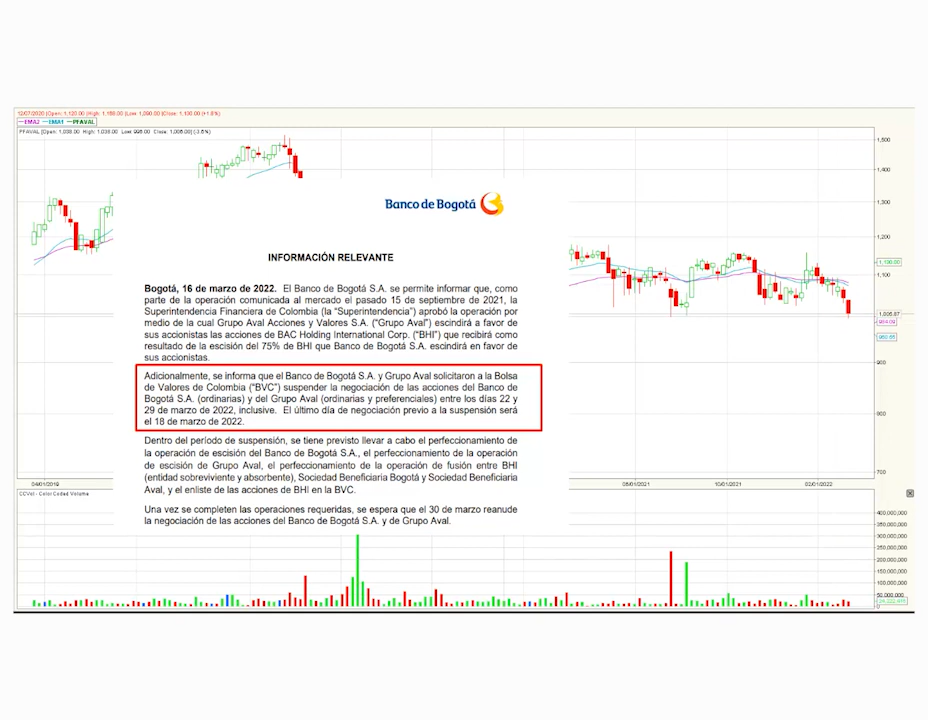 12/07/2020 [Open: 1,120.00 |High: 1,150.00 |Low: 1,090.00 |Close: 1,130.00 (+1.8%)
EMA2 EMA1 PFAVAL
PFAVAL [Open: 1,038.00 High: 1,038.00 Low: 995.00 Close: 1,005.00] (-3.6%)
1,500
1,400
1,300
1,200
1,130.00
1,100
900
800
700
Banco de Bogotá
INFORMACIÓN RELEVANTE
Bogotá, 16 de marzo de 2022. El Banco de Bogotá S.A. se permite informar que, como
parte de la operación comunicada al mercado el pasado 15 de septiembre de 2021, la
Superintendencia Financiera de Colombia (la “Superintendencia”) aprobó la operación por
medio de la cual Grupo Aval Acciones y Valores S.A. (“Grupo Aval”) escindirá a favor de
sus accionistas las acciones de BAC Holding International Corp. (“BHI”) que recibirá como
resultado de la escisión del 75% de BHI que Banco de Bogotá S.A. escindirá en favor de
sus accionistas.
Adicionalmente, se informa que el Banco de Bogotá S.A. y Grupo Aval solicitaron a la Bolsa
de Valores de Colombia (“BVC”) suspender la negociación de las acciones del Banco de
Bogotá S.A. (ordinarias) y del Grupo Aval (ordinarias y preferenciales) entre los días 22 y
29 de marzo de 2022, inclusive. El último día de negociación previo a la suspensión será
el 18 de marzo de 2022.
Dentro del período de suspensión, se tiene previsto llevar a cabo el perfeccionamiento de
la operación de escisión del Banco de Bogotá S.A., el perfeccionamiento de la operación
de escisión de Grupo Aval, el perfeccionamiento de la operación de fusión entre BHI
(entidad sobreviviente y absorbente), Sociedad Beneficiaria Bogotá y Sociedad Beneficiaria
Aval, y el enliste de las acciones de BHI en la BVC.
Una vez se completen las operaciones requeridas, se espera que el 30 de marzo reanude
la negociación de las acciones del Banco de Bogotá S.A. y de Grupo Aval.
04/01/2019
08/01/2021
10/01/2021
02/01/2022
CCVol - Color Coded Volume
400,000,000
350,000,000
300,000,000
250,000,000
200,000,000
150,000,000
100,000,000
50,000,000
0